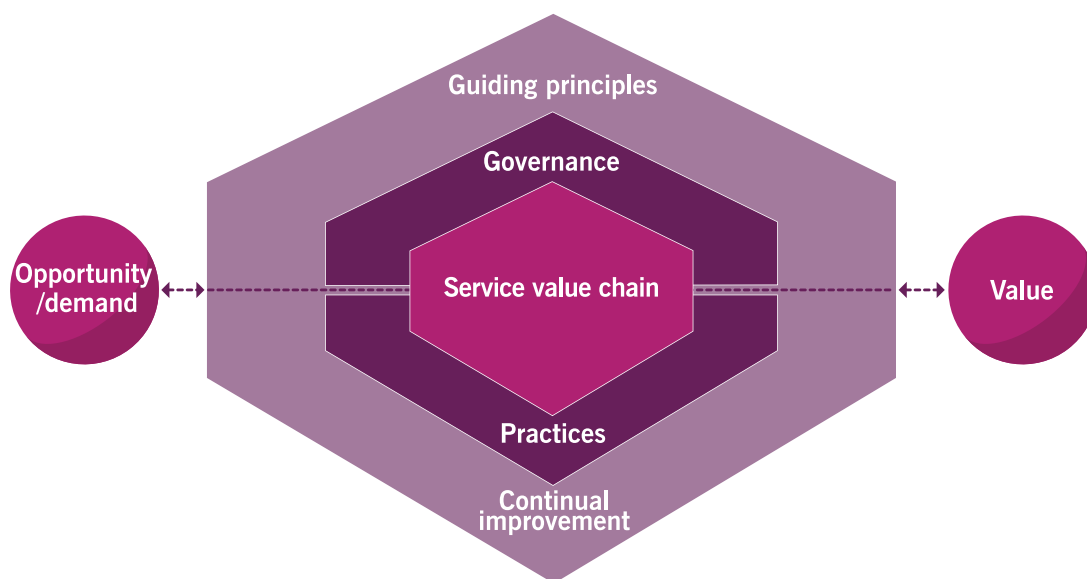 Guiding principles
Governance
Opportunity
/demand
Service value chain
Value
Practices
Continual
improvement